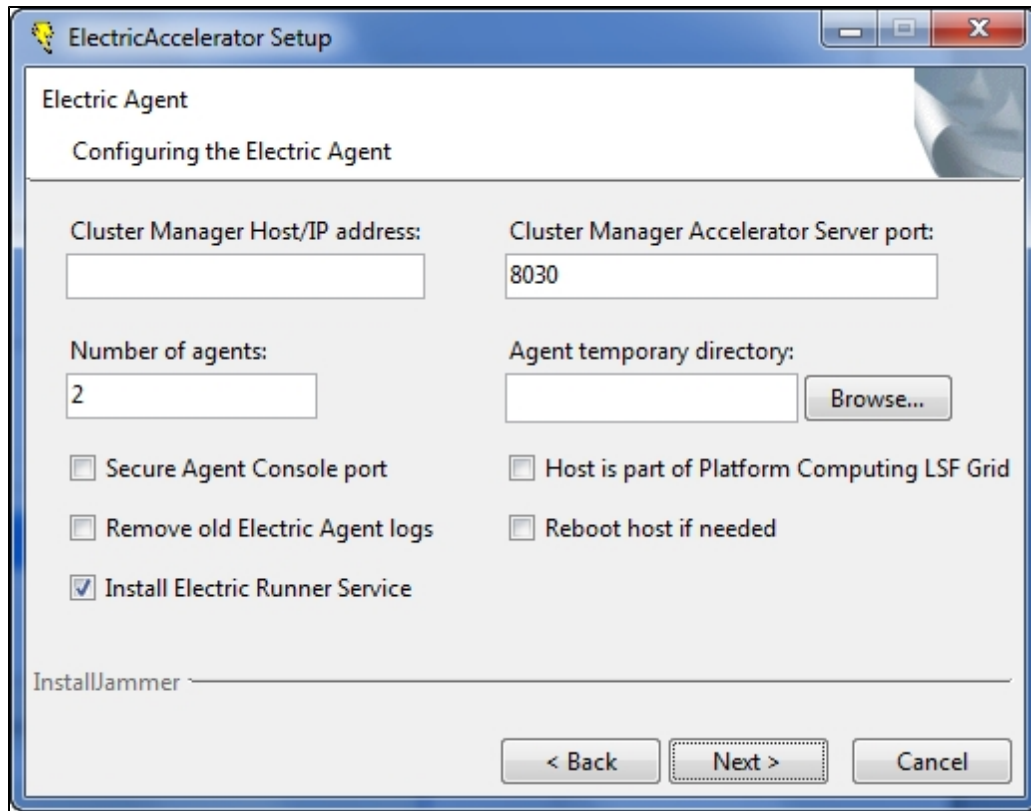 ElectricAccelerator Setup
Electric Agent
Configuring the Electric Agent
Cluster Manager Host/IP address:
Cluster Manager Accelerator Server port:
8030
Number of agents:
Agent temporary directory:
2
Browse...
Secure Agent Console port
Host is part of Platform Computing LSF Grid
Remove old Electric Agent logs
Reboot host if needed
Install Electric Runner Service
InstallJammer
< Back
Next >
Cancel